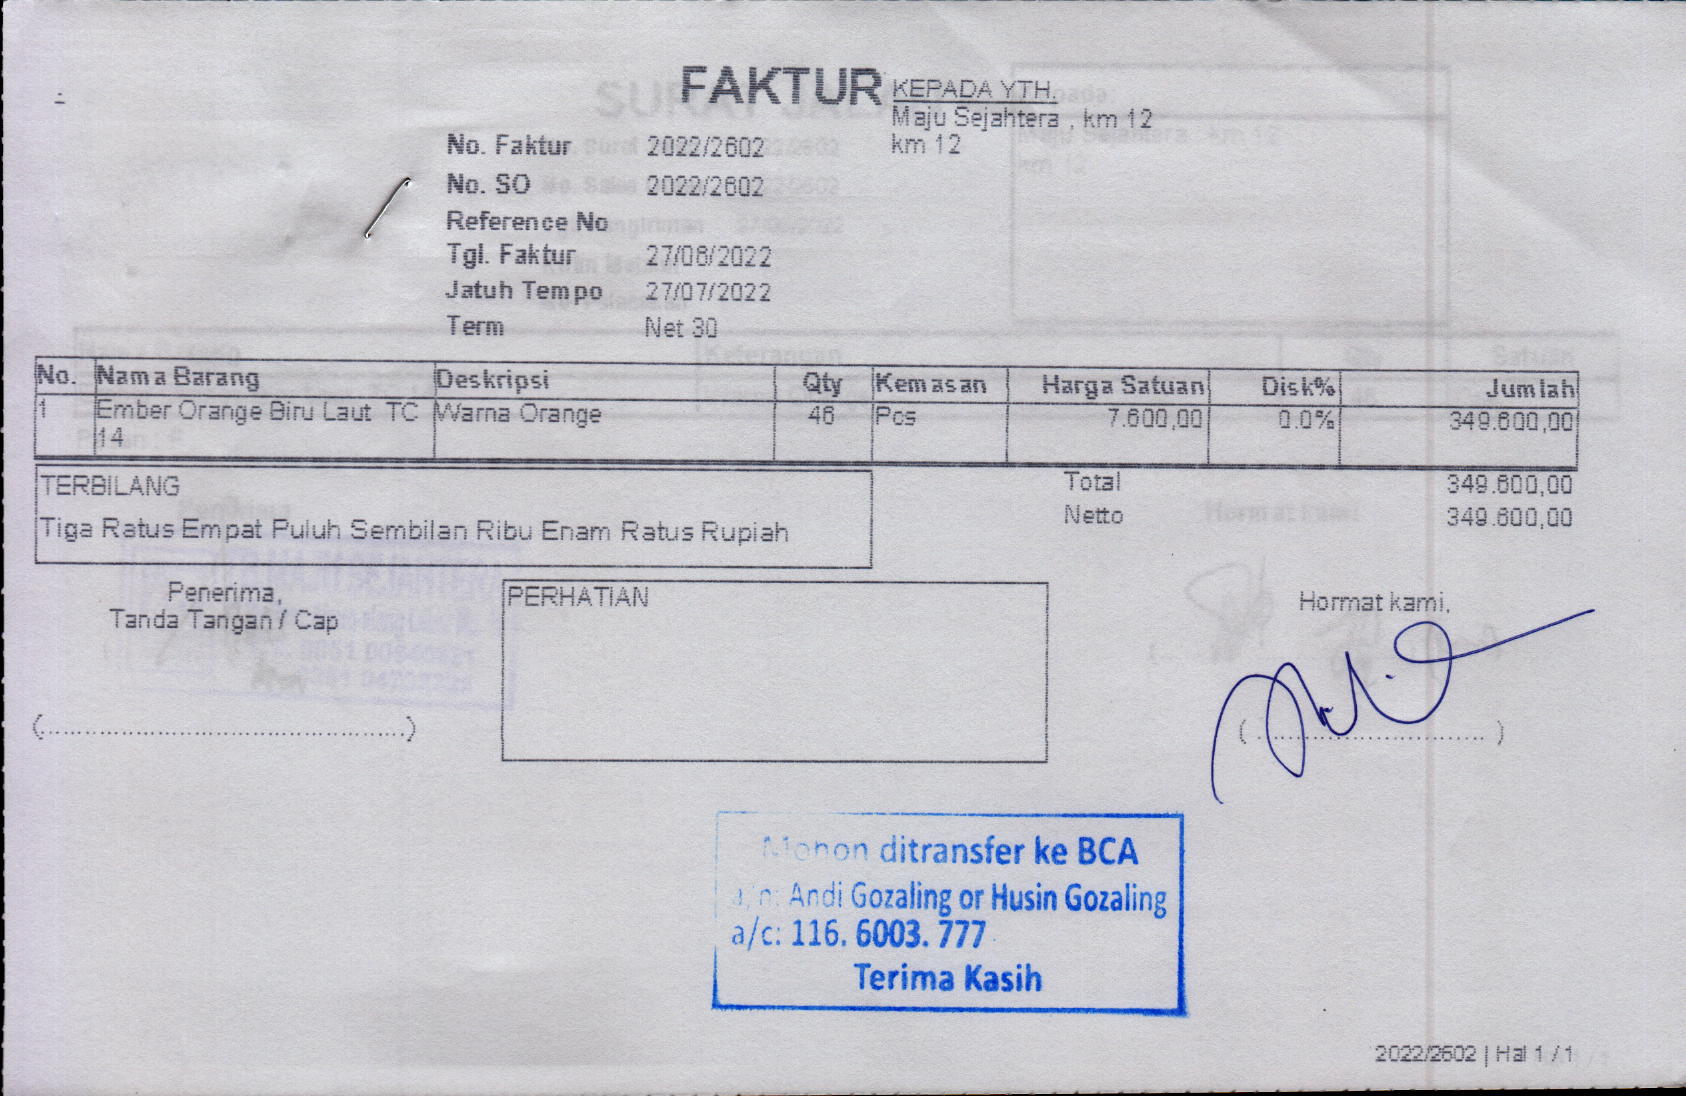 FAKTUR
KEPADA YTH.
Maju Sejahtera , km 12
km 12
No. Faktur 2022/2602
No. SO 2022/2602
Reference No
Tgl. Faktur 27/06/2022
Jatuh Tempo 27/07/2022
Term Net 30
No. Nama Barang Deskripsi Qty Kemasan Harga Satuan Disk% Jumlah
1 Ember Orange Biru Laut TC Warna Orange 46 Pcs 7.600,00 0.0% 349.600,00
14
TERBILANG
Tiga Ratus Empat Puluh Sembilan Ribu Enam Ratus Rupiah
Total 349.600,00
Netto 349.600,00
Penerima,
Tanda Tangan / Cap
(..................................................)
PERHATIAN
Hormat kami,
( .................................. )
Mohon ditransfer ke BCA
a/n: Andi Gozaling or Husin Gozaling
a/c: 116. 6003. 777
Terima Kasih
2022/2602 | Hal 1 / 1